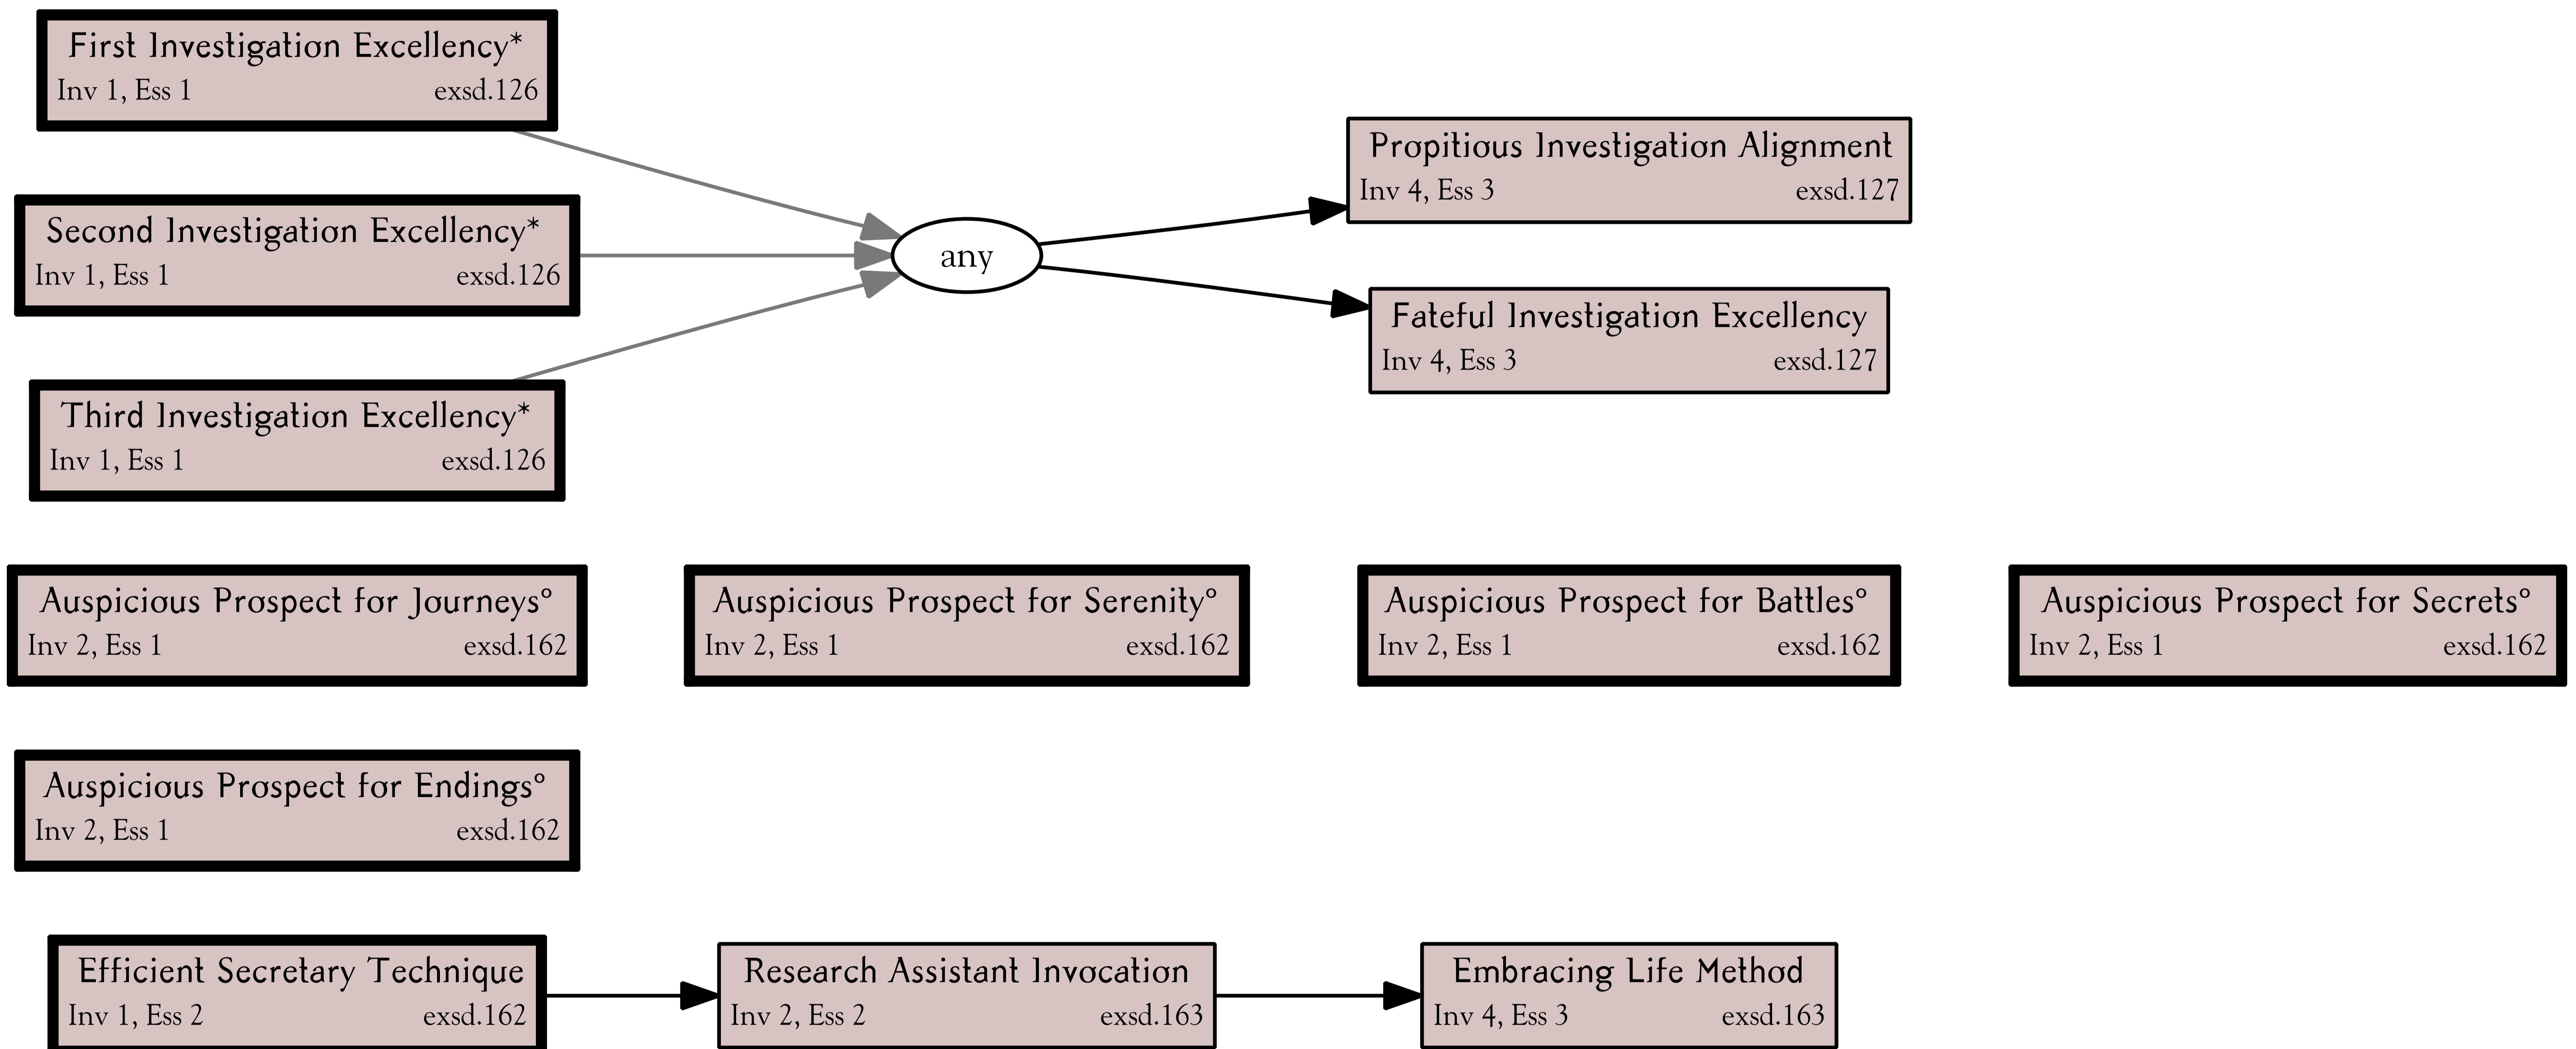 First Investigation Excellency*
Inv 1, Ess 1 exsd.126
Second Investigation Excellency*
Inv 1, Ess 1 exsd.126
Third Investigation Excellency*
Inv 1, Ess 1 exsd.126
any
Propitious Investigation Alignment
Inv 4, Ess 3 exsd.127
Fateful Investigation Excellency
Inv 4, Ess 3 exsd.127
Auspicious Prospect for Journeys°
Inv 2, Ess 1 exsd.162
Auspicious Prospect for Serenity°
Inv 2, Ess 1 exsd.162
Auspicious Prospect for Battles°
Inv 2, Ess 1 exsd.162
Auspicious Prospect for Secrets°
Inv 2, Ess 1 exsd.162
Auspicious Prospect for Endings°
Inv 2, Ess 1 exsd.162
Efficient Secretary Technique
Inv 1, Ess 2 exsd.162
Research Assistant Invocation
Inv 2, Ess 2 exsd.163
Embracing Life Method
Inv 4, Ess 3 exsd.163